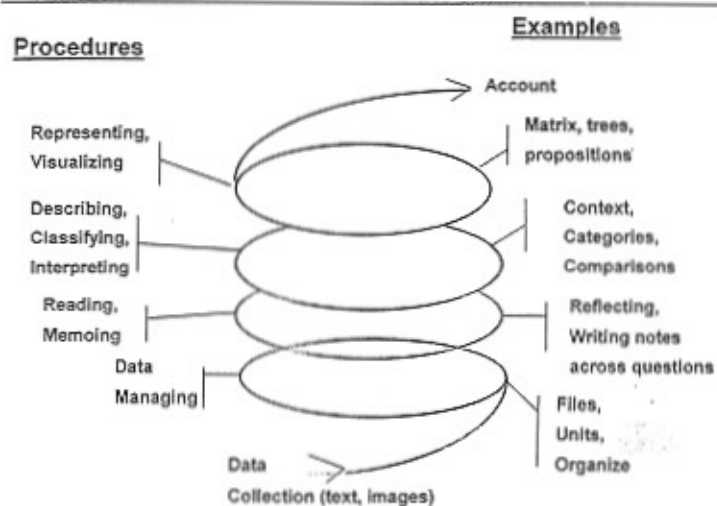 Procedures
Examples
Account
Representing,
Visualizing
Matrix, trees,
propositions
Describing,
Classifying,
Interpreting
Context,
Categories,
Comparisons
Reading,
Memoing
Reflecting,
Writing notes
across questions
Data
Managing
Files,
Units,
Organize
Data
Collection (text, images)